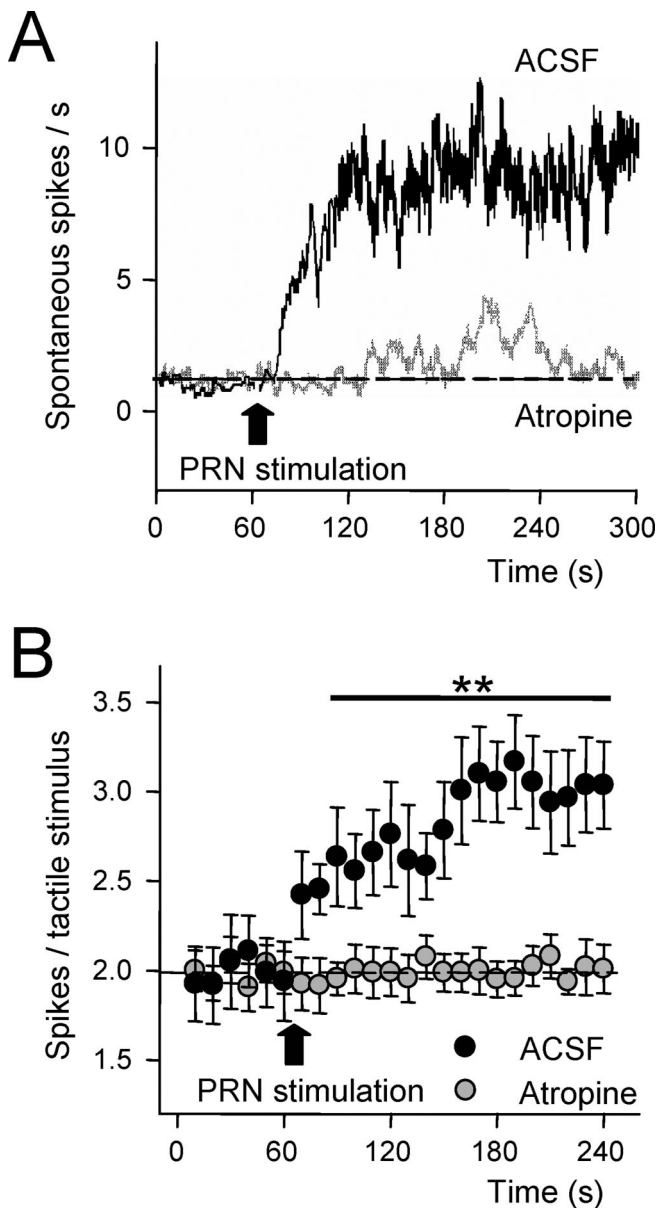 A
Spontaneous spikes / s
10
5
0
ACSF
Atropine
PRN stimulation
0 60 120 180 240 300
Time (s)
B
Spikes / tactile stimulus
3.5
3.0
2.5
2.0
1.5
**
PRN stimulation
ACSF
Atropine
0 60 120 180 240
Time (s)